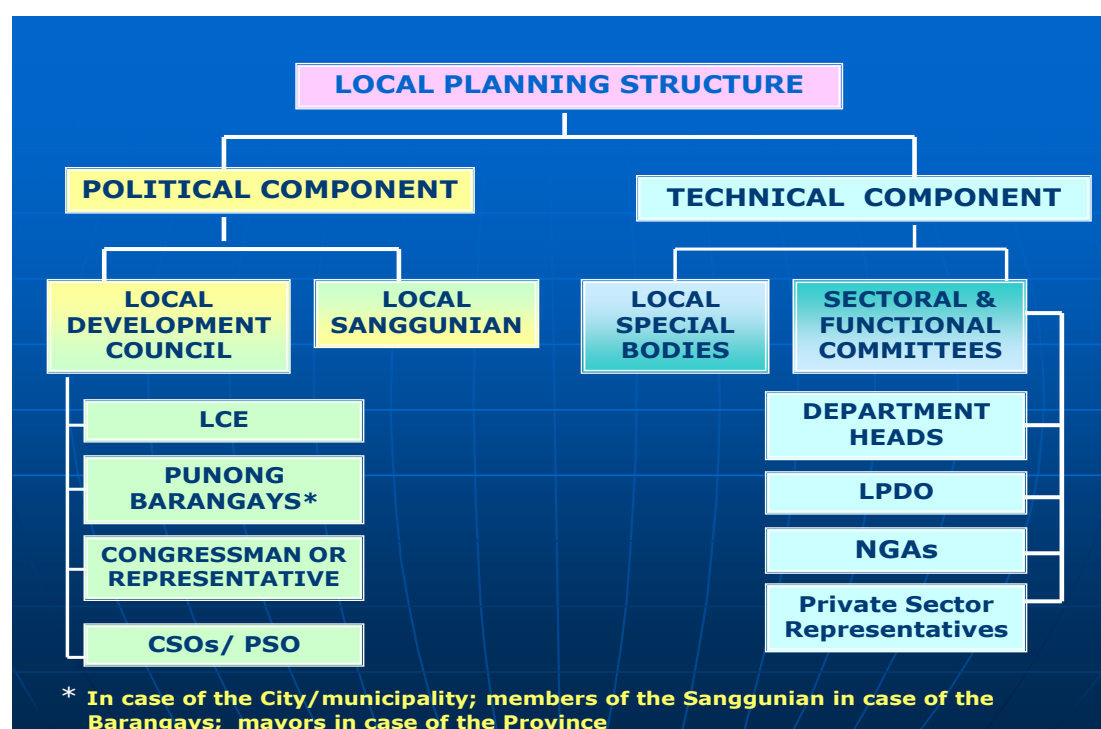 LOCAL PLANNING STRUCTURE
POLITICAL COMPONENT
TECHNICAL COMPONENT
LOCAL
DEVELOPMENT
COUNCIL
LOCAL
SANGGUNIAN
LOCAL
SPECIAL
BODIES
SECTORAL &
FUNCTIONAL
COMMITTEES
LCE
PUNONG
BARANGAYS*
CONGRESSMAN OR
REPRESENTATIVE
CSOs/ PSO
DEPARTMENT
HEADS
LPDO
NGAs
Private Sector
Representatives
* In case of the City/municipality; members of the Sanggunian in case of the
Barangays; mayors in case of the Province